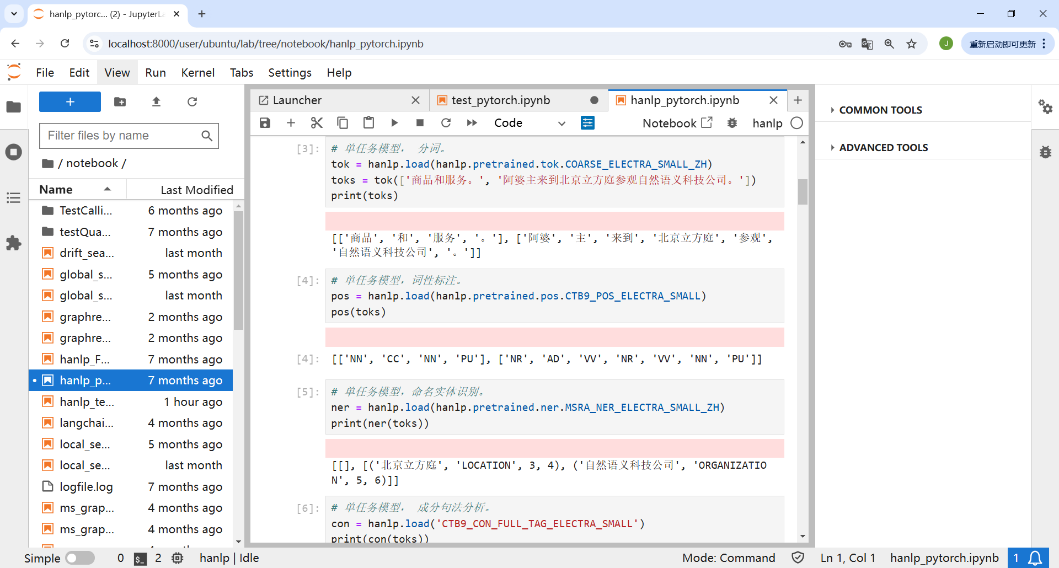 hanlp_pytorc... (2) - JupyterLa
localhost:8000/user/ubuntu/lab/tree/notebook/hanlp_pytorch.ipynb
J
重新启动即可更新
File Edit View Run Kernel Tabs Settings Help
Filter files by name
/ notebook /
Name Last Modified
TestCalli... 6 months ago
testQua... 7 months ago
drift_sea... last month
global_s... 5 months ago
global_s... last month
graphre... 2 months ago
graphre... 2 months ago
hanlp_F... 7 months ago
hanlp_p... 7 months ago
hanlp_te... 1 hour ago
langchai... 4 months ago
local_se... 5 months ago
local_se... last month
logfile.log 7 months ago
ms_grap... 4 months ago
ms_grap... 4 months ago
Launcher
test_pytorch.ipynb
hanlp_pytorch.ipynb
Code
Notebook
hanlp
[3]: # 单任务模型， 分词。
tok = hanlp.load(hanlp.pretrained.tok.COARSE_ELECTRA_SMALL_ZH)
toks = tok(['商品和服务。', '阿婆主来到北京立方庭参观自然语义科技公司。'])
print(toks)
[['商品', '和', '服务', '。'], ['阿婆', '主', '来到', '北京立方庭', '参观',
'自然语义科技公司', '。']]
[4]: # 单任务模型，词性标注。
pos = hanlp.load(hanlp.pretrained.pos.CTB9_POS_ELECTRA_SMALL)
pos(toks)
[4]: [['NN', 'CC', 'NN', 'PU'], ['NR', 'AD', 'VV', 'NR', 'VV', 'NN', 'PU']]
[5]: # 单任务模型，命名实体识别。
ner = hanlp.load(hanlp.pretrained.ner.MSRA_NER_ELECTRA_SMALL_ZH)
print(ner(toks))
[[], [('北京立方庭', 'LOCATION', 3, 4), ('自然语义科技公司', 'ORGANIZATIO
N', 5, 6)]]
[6]: # 单任务模型， 成分句法分析。
con = hanlp.load('CTB9_CON_FULL_TAG_ELECTRA_SMALL')
print(con(toks))
COMMON TOOLS
ADVANCED TOOLS
Simple 0 2 hanlp | Idle Mode: Command Ln 1, Col 1 hanlp_pytorch.ipynb 1